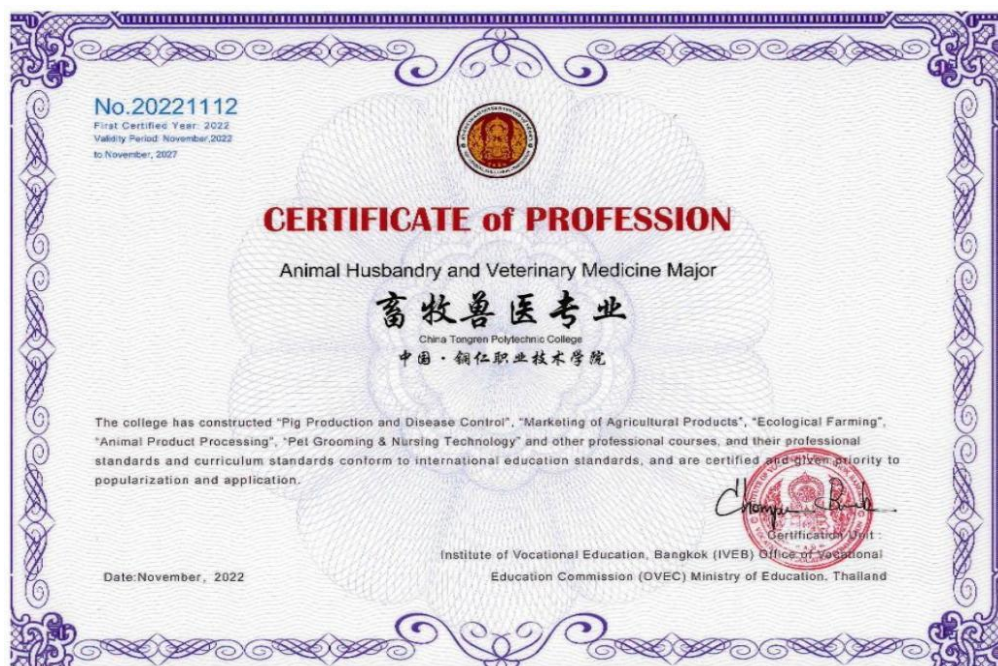 No.20221112
First Certified Year: 2022
Validity Period: November,2022
to November, 2027
CERTIFICATE of PROFESSION
Animal Husbandry and Veterinary Medicine Major
畜牧兽医专业
China Tongren Polytechnic College
中国·铜仁职业技术学院
The college has constructed "Pig Production and Disease Control", "Marketing of Agricultural Products", "Ecological Farming",
"Animal Product Processing", "Pet Grooming & Nursing Technology" and other professional courses, and their professional
standards and curriculum standards conform to international education standards, and are certified and given priority to
popularization and application.
Certification Unit :
Institute of Vocational Education, Bangkok (IVEB) Office of Vocational
Date:November, 2022
Education Commission (OVEC) Ministry of Education, Thailand